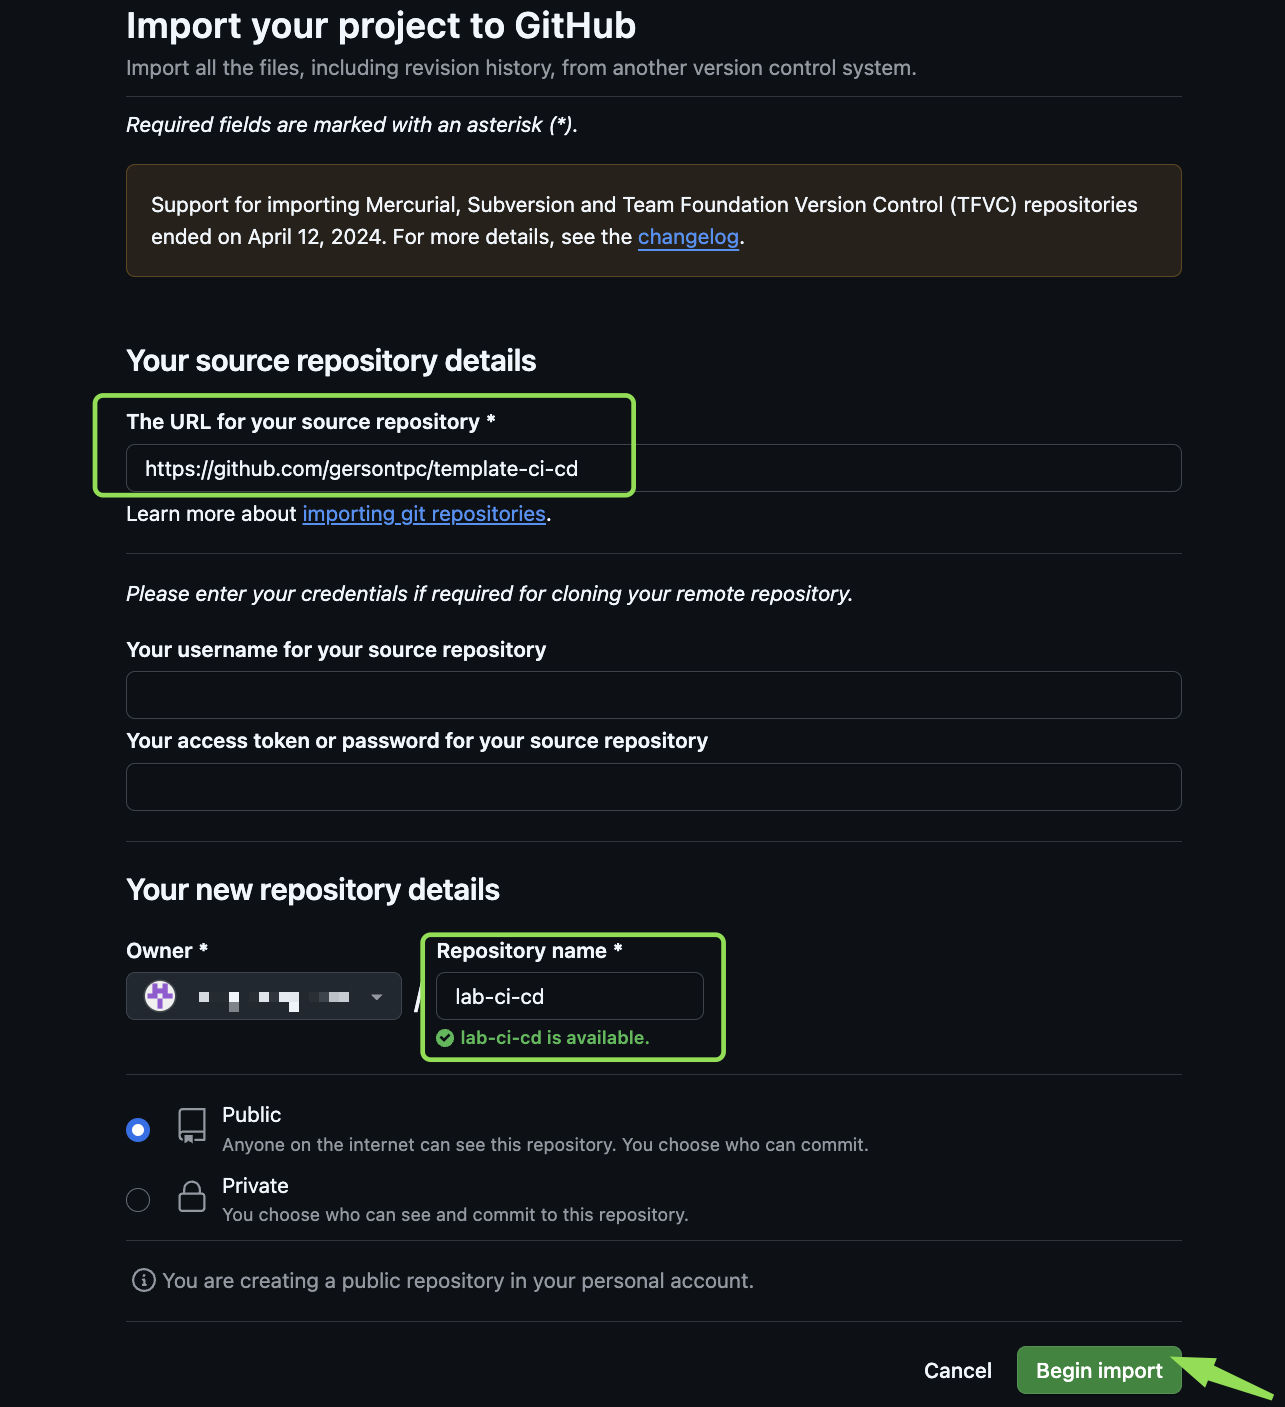 Import your project to GitHub
Import all the files, including revision history, from another version control system.
Required fields are marked with an asterisk (*).
Support for importing Mercurial, Subversion and Team Foundation Version Control (TFVC) repositories
ended on April 12, 2024. For more details, see the changelog.
Your source repository details
The URL for your source repository *
https://github.com/gersontpc/template-ci-cd
Learn more about importing git repositories.
Please enter your credentials if required for cloning your remote repository.
Your username for your source repository
Your access token or password for your source repository
Your new repository details
Owner *
Repository name *
/
lab-ci-cd
lab-ci-cd is available.
Public
Anyone on the internet can see this repository. You choose who can commit.
Private
You choose who can see and commit to this repository.
You are creating a public repository in your personal account.
Cancel
Begin import